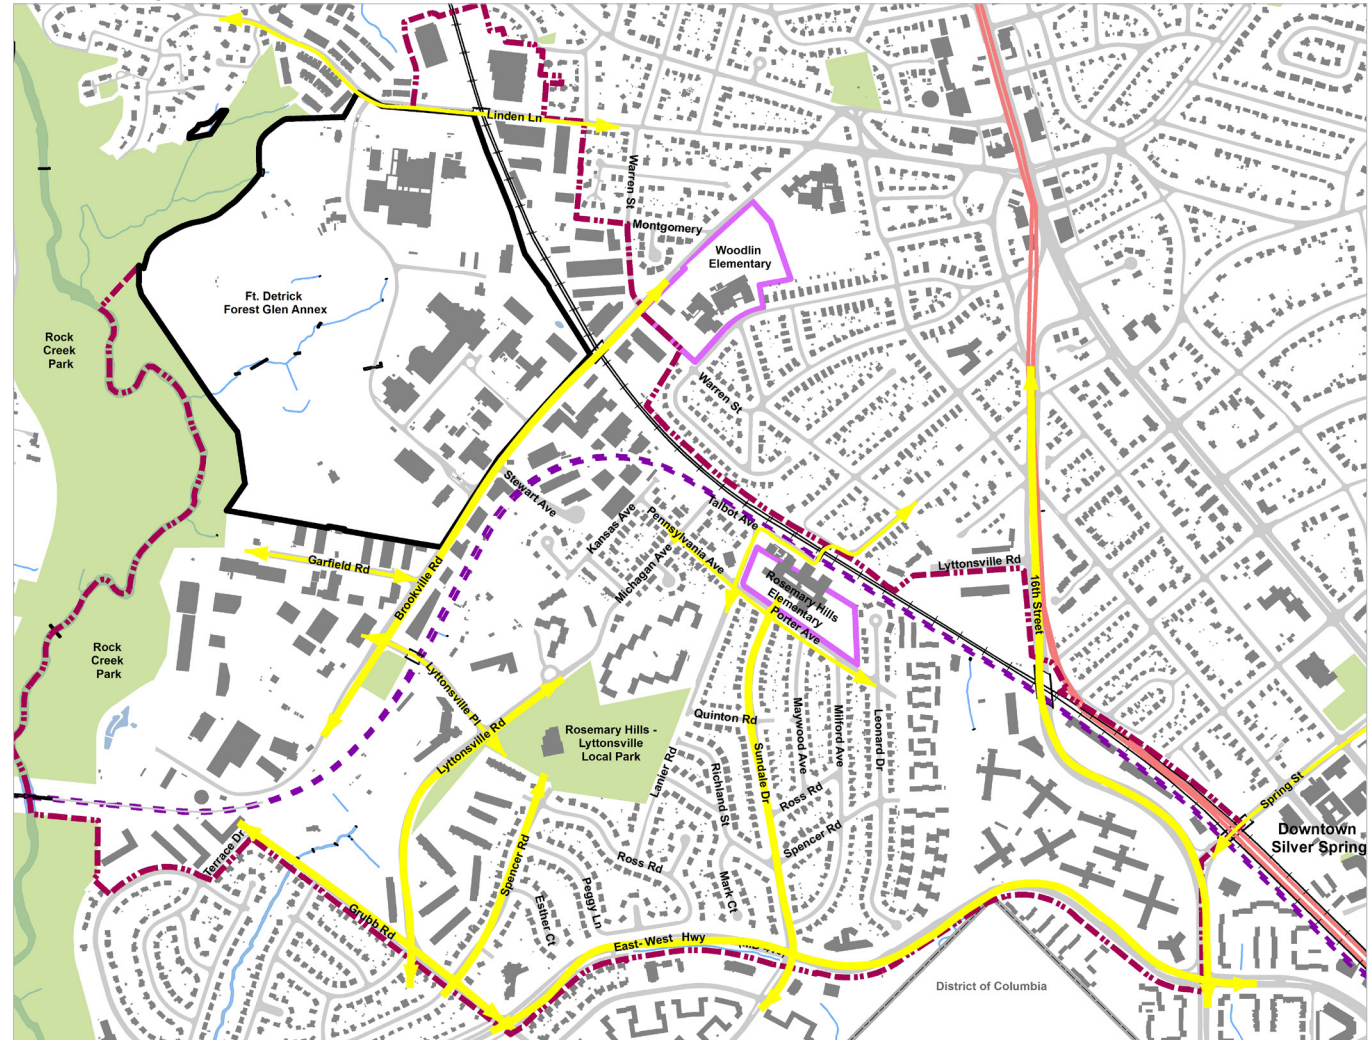 Linden Ln
Warren St
Montgomery
Woodlin
Elementary
Ft. Detrick
Forest Glen Annex
Rock
Creek
Park
Warren St
Stewart Ave
Talbot Ave
Kansas Ave
Pennsylvania Ave
Michagan Ave
Garfield Rd
Brookville Rd
Lyttonsville Rd
Rosemary Hills
Elementary
Porter Ave
16th Street
Rock
Creek
Park
Lyttonsville Pl
Lyttonsville Rd
Rosemary Hills -
Lyttonsville
Local Park
Quinton Rd
Lanier Rd
Richland St
Sundale Dr
Maywood Ave
Milford Ave
Leonard Dr
Ross Rd
Spencer Rd
Spring St
Downtown
Silver Spring
Terrace Dr
Spencer Rd
Ross Rd
Mark Ct
Peggy Ln
Esther Ct
Grubb Rd
East-West Hwy
District of Columbia